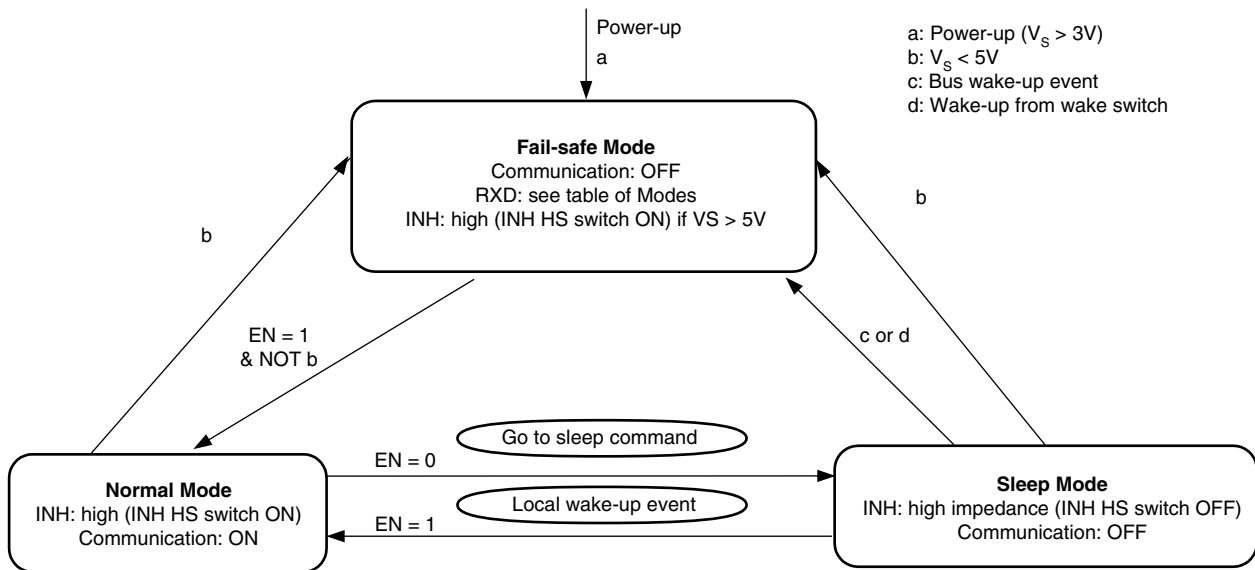 Power-up
a
a: Power-up (V_S > 3V)
b: V_S < 5V
c: Bus wake-up event
d: Wake-up from wake switch
Fail-safe Mode
Communication: OFF
RXD: see table of Modes
INH: high (INH HS switch ON) if VS > 5V
b
b
EN = 1
& NOT b
c or d
Go to sleep command
EN = 0
Local wake-up event
EN = 1
Normal Mode
INH: high (INH HS switch ON)
Communication: ON
Sleep Mode
INH: high impedance (INH HS switch OFF)
Communication: OFF